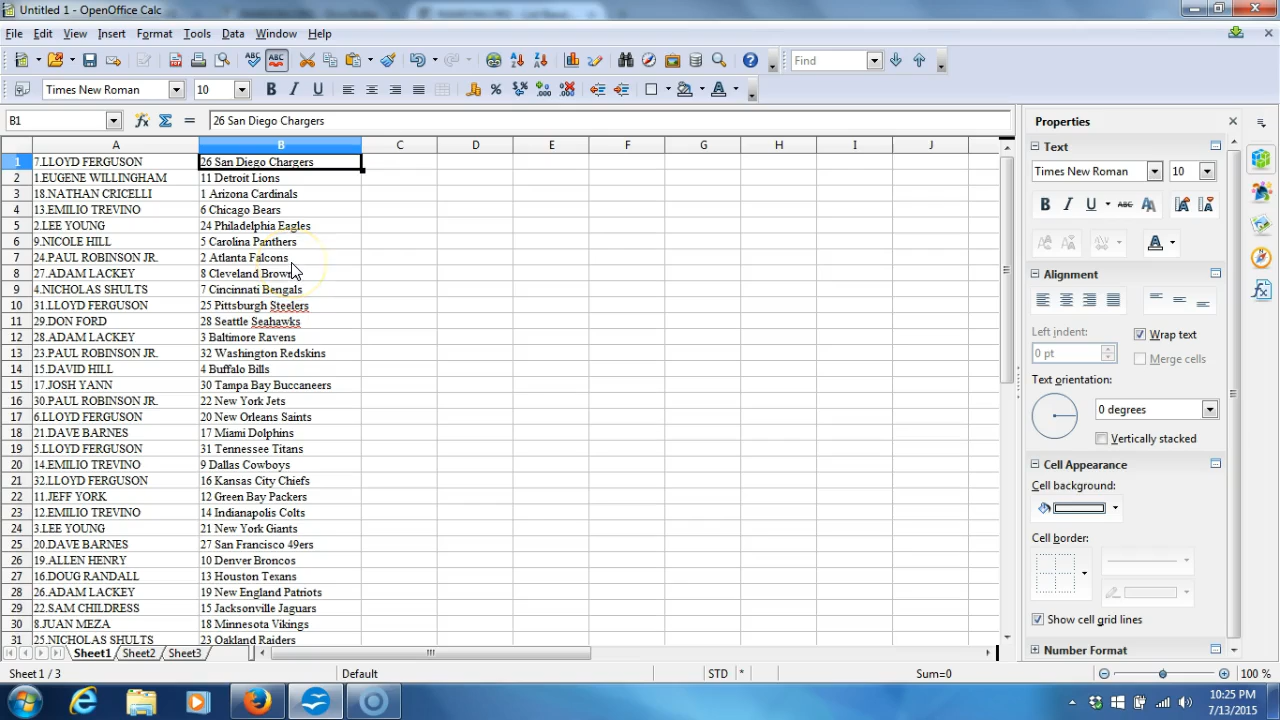 Untitled 1 - OpenOffice Calc
File Edit View Insert Format Tools Data Window Help
Find
Times New Roman 10
B1 26 San Diego Chargers
A B C D E F G H I J
1 7.LLOYD FERGUSON 26 San Diego Chargers
2 1.EUGENE WILLINGHAM 11 Detroit Lions
3 18.NATHAN CRICELLI 1 Arizona Cardinals
4 13.EMILIO TREVINO 6 Chicago Bears
5 2.LEE YOUNG 24 Philadelphia Eagles
6 9.NICOLE HILL 5 Carolina Panthers
7 24.PAUL ROBINSON JR. 2 Atlanta Falcons
8 27.ADAM LACKEY 8 Cleveland Browns
9 4.NICHOLAS SHULTS 7 Cincinnati Bengals
10 31.LLOYD FERGUSON 25 Pittsburgh Steelers
11 29.DON FORD 28 Seattle Seahawks
12 28.ADAM LACKEY 3 Baltimore Ravens
13 23.PAUL ROBINSON JR. 32 Washington Redskins
14 15.DAVID HILL 4 Buffalo Bills
15 17.JOSH YANN 30 Tampa Bay Buccaneers
16 30.PAUL ROBINSON JR. 22 New York Jets
17 6.LLOYD FERGUSON 20 New Orleans Saints
18 21.DAVE BARNES 17 Miami Dolphins
19 5.LLOYD FERGUSON 31 Tennessee Titans
20 14.EMILIO TREVINO 9 Dallas Cowboys
21 32.LLOYD FERGUSON 16 Kansas City Chiefs
22 11.JEFF YORK 12 Green Bay Packers
23 12.EMILIO TREVINO 14 Indianapolis Colts
24 3.LEE YOUNG 21 New York Giants
25 20.DAVE BARNES 27 San Francisco 49ers
26 19.ALLEN HENRY 10 Denver Broncos
27 16.DOUG RANDALL 13 Houston Texans
28 26.ADAM LACKEY 19 New England Patriots
29 22.SAM CHILDRESS 15 Jacksonville Jaguars
30 8.JUAN MEZA 18 Minnesota Vikings
31 25.NICHOLAS SHULTS 23 Oakland Raiders
Sheet1 Sheet2 Sheet3
Sheet 1 / 3 Default STD * Sum=0 100 %
Properties
Text
Times New Roman 10
Alignment
Left indent:
0 pt
Wrap text
Merge cells
Text orientation:
0 degrees
Vertically stacked
Cell Appearance
Cell background:
Cell border:
Show cell grid lines
Number Format
10:25 PM
7/13/2015